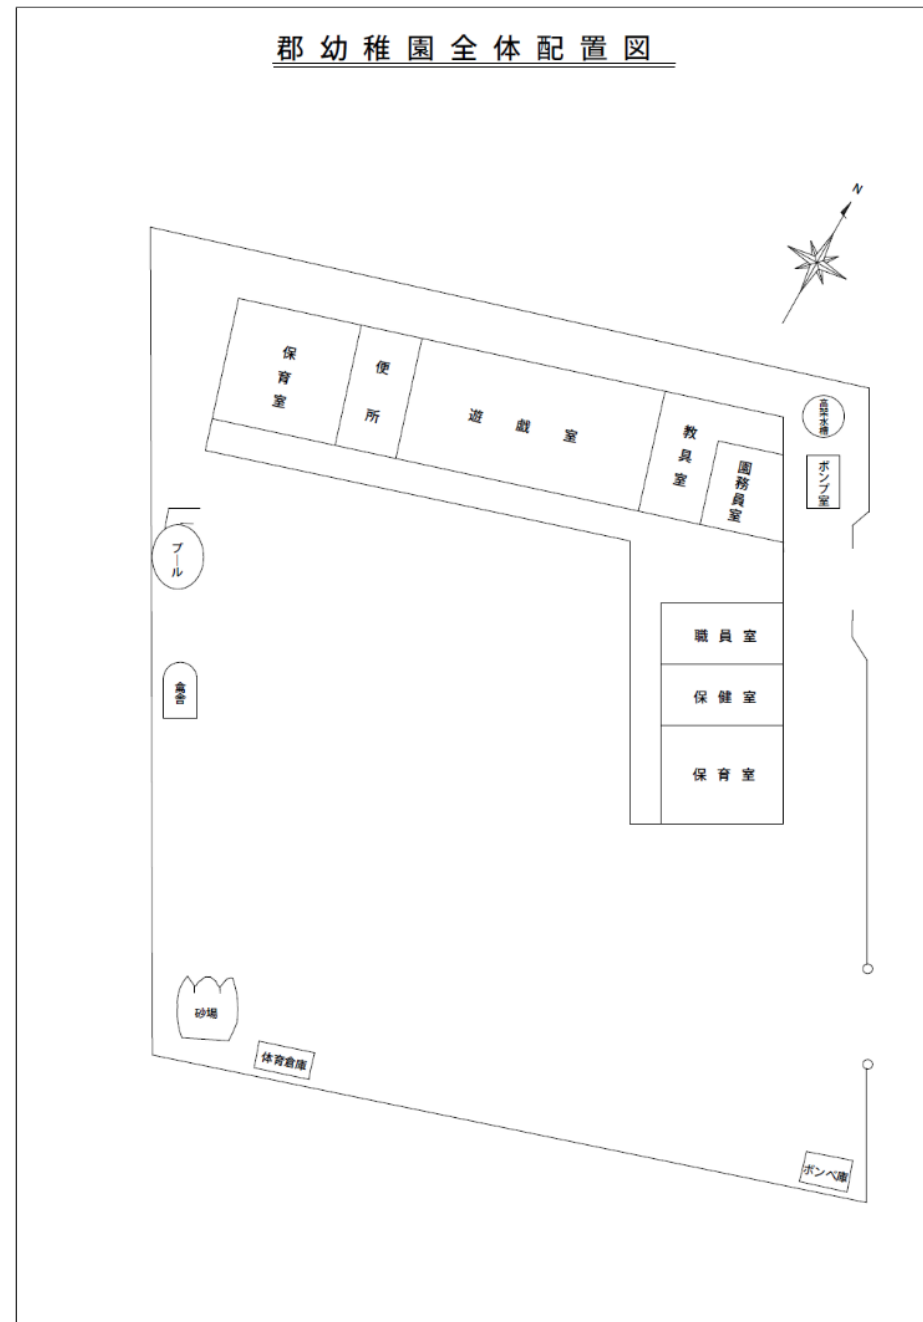 郡幼稚園全体配置図
N
保育室
便所
遊戯室
教具室
園務員室
高架水槽
ポンプ室
プール
職員室
禽舎
保健室
保育室
砂場
体育倉庫
ボンベ庫